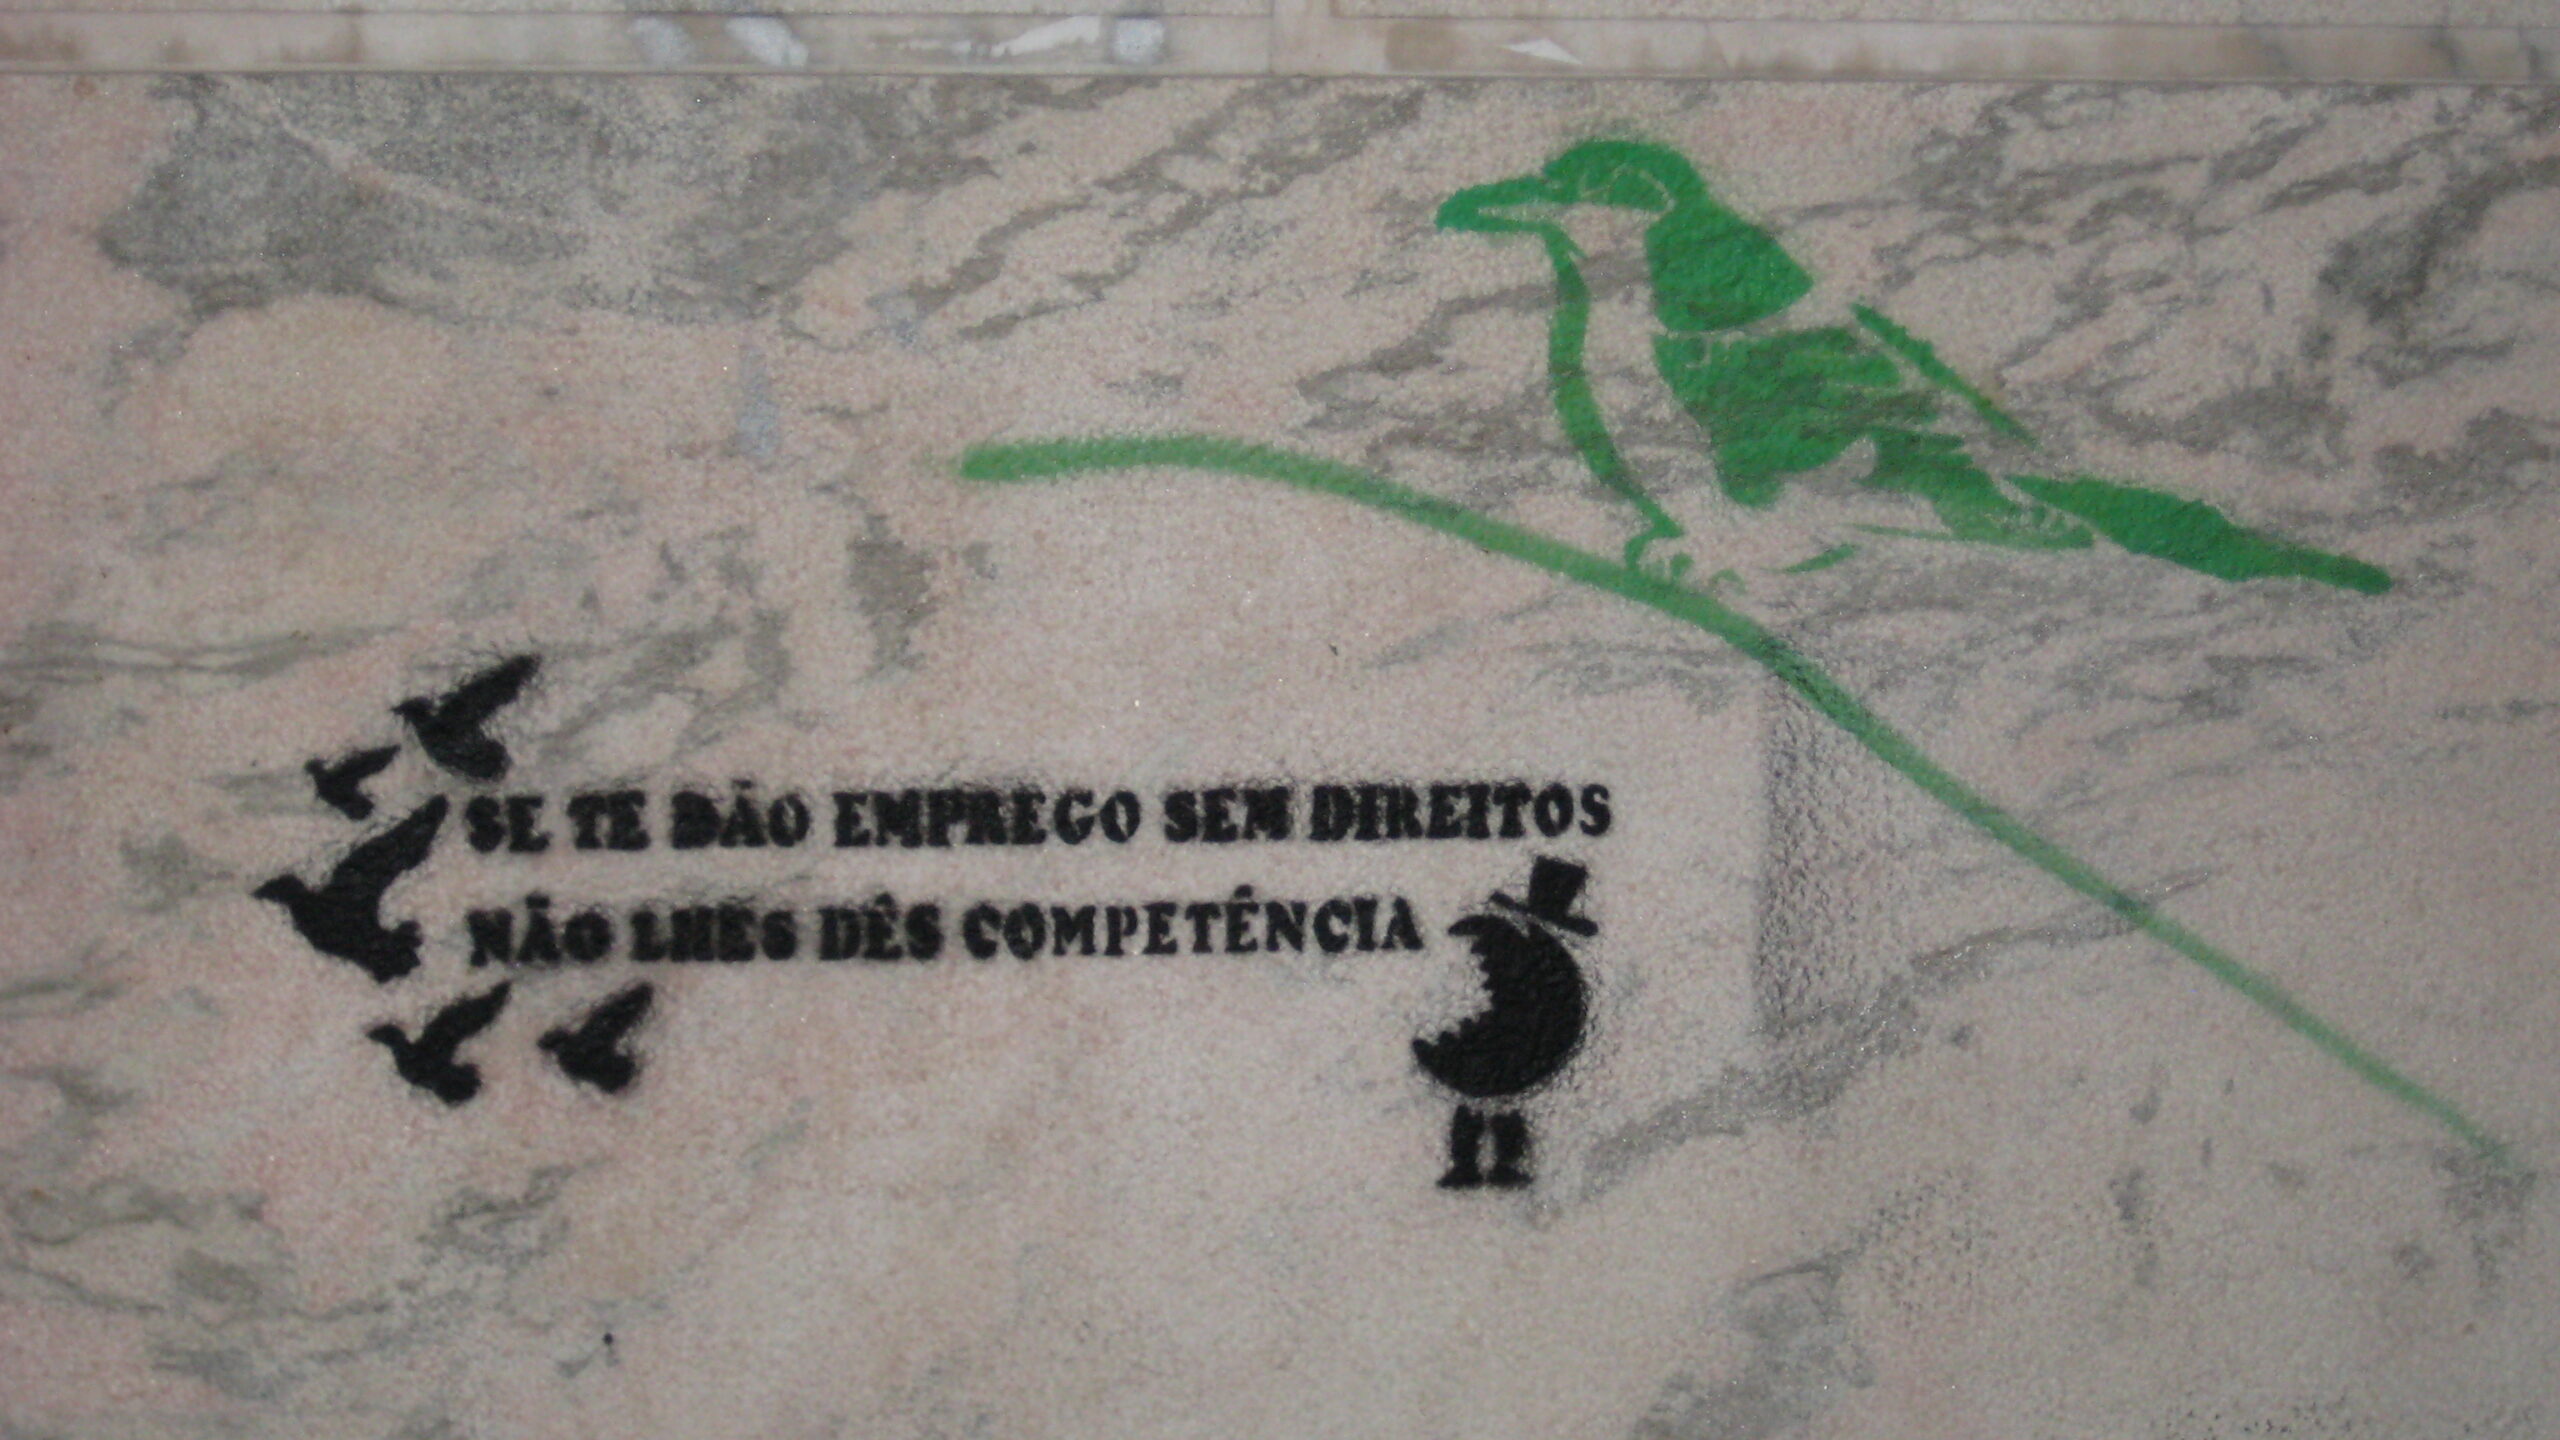 SE TE DÃO EMPREGO SEM DIREITOS
NÃO LHES DÊS COMPETÊNCIA